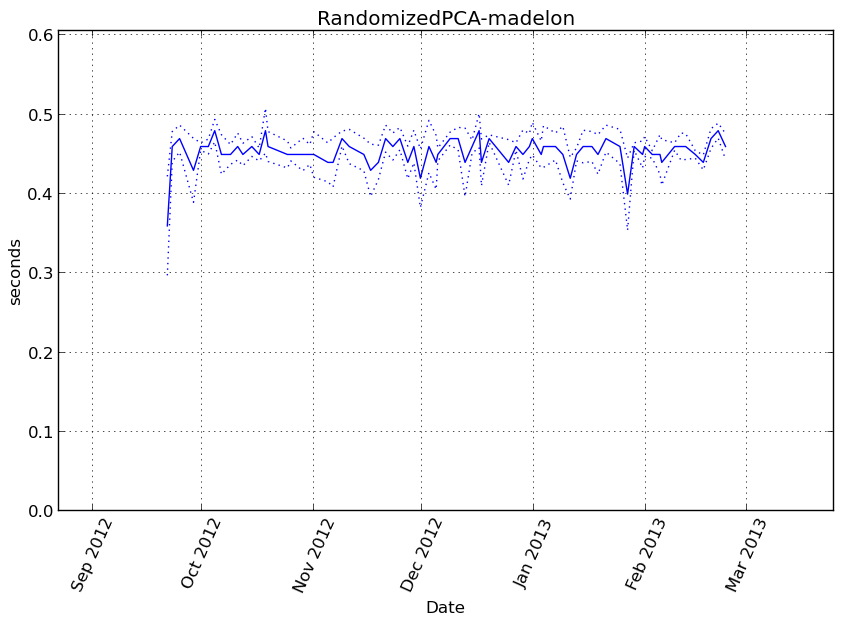 RandomizedPCA-madelon
0.6
0.5
0.4
0.3
0.2
0.1
0.0
seconds
Sep 2012
Oct 2012
Nov 2012
Dec 2012
Jan 2013
Feb 2013
Mar 2013
Date